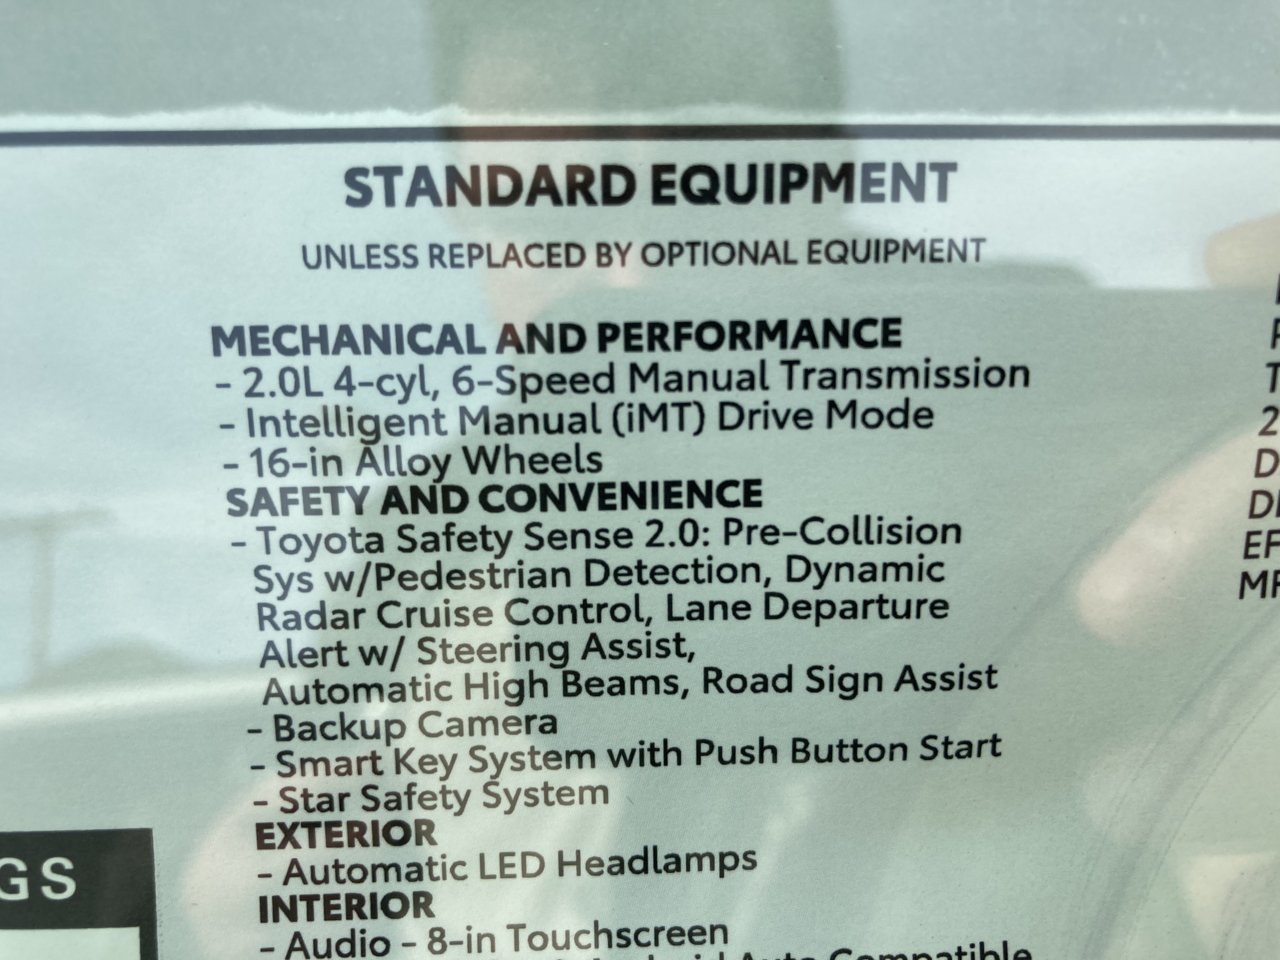 STANDARD EQUIPMENT
UNLESS REPLACED BY OPTIONAL EQUIPMENT
MECHANICAL AND PERFORMANCE
- 2.0L 4-cyl, 6-Speed Manual Transmission
- Intelligent Manual (iMT) Drive Mode
- 16-in Alloy Wheels
SAFETY AND CONVENIENCE
- Toyota Safety Sense 2.0: Pre-Collision
Sys w/Pedestrian Detection, Dynamic
Radar Cruise Control, Lane Departure
Alert w/ Steering Assist,
Automatic High Beams, Road Sign Assist
- Backup Camera
- Smart Key System with Push Button Start
- Star Safety System
EXTERIOR
- Automatic LED Headlamps
INTERIOR
- Audio - 8-in Touchscreen
Auto Compatible
GS